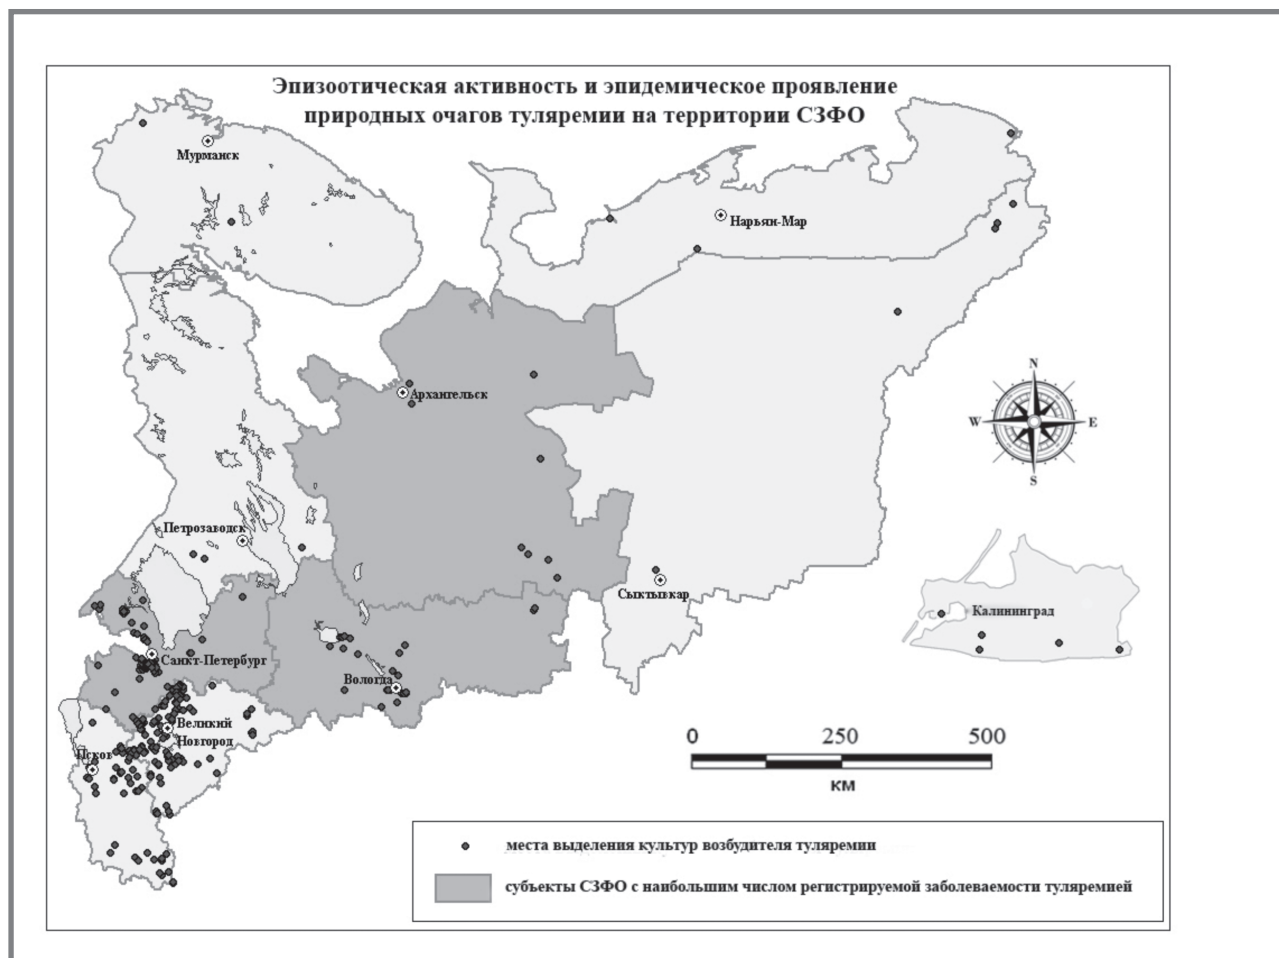 Эпизоотическая активность и эпидемическое проявление
природных очагов туляремии на территории СЗФО
Мурманск
Нарьян-Мар
Архангельск
N
W
E
S
Петрозаводск
Сыктывкар
Калининград
Санкт-Петербург
Вологда
Великий
Новгород
Псков
0 250 500
км
места выделения культур возбудителя туляремии
субъекты СЗФО с наибольшим числом регистрируемой заболеваемости туляремией